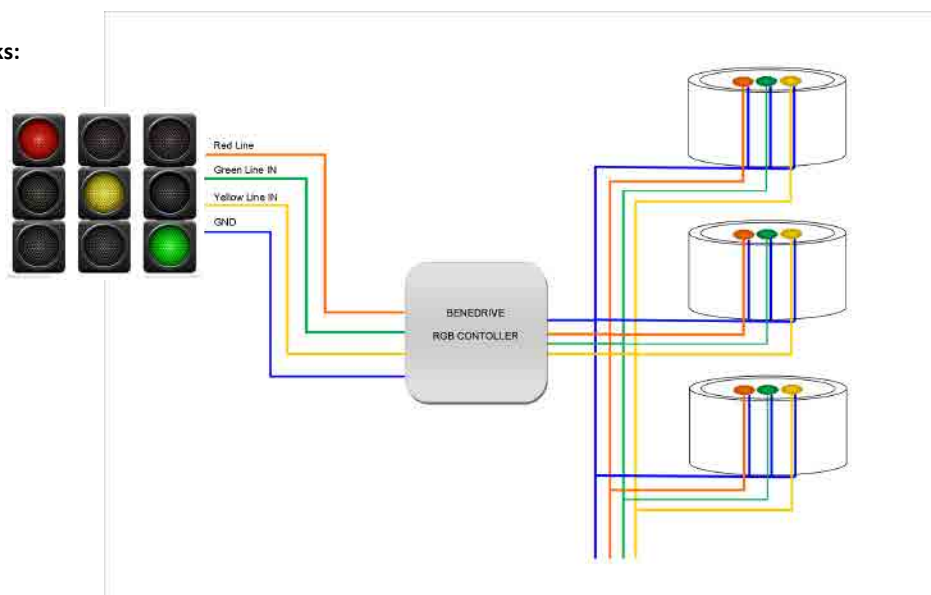 ks:
Red Line
Green Line IN
Yellow Line IN
GND
BENEDRIVE
RGB CONTOLLER